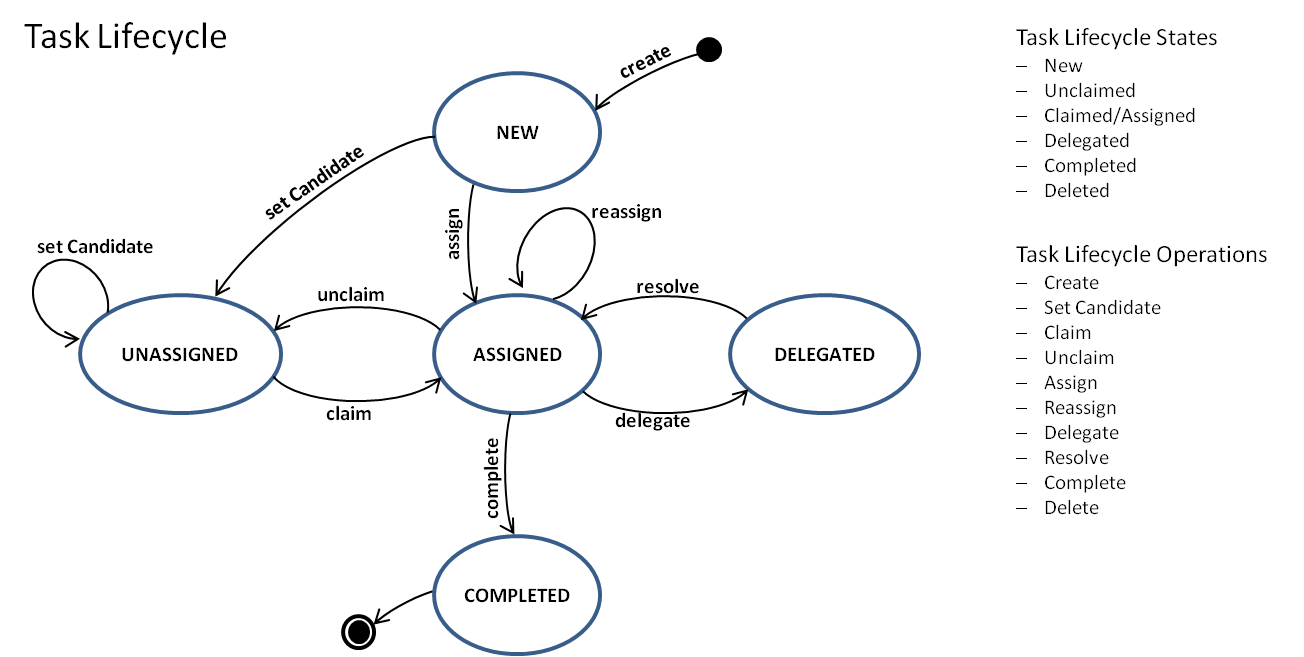 Task Lifecycle
create
NEW
set Candidate
assign
reassign
set Candidate
unclaim
resolve
UNASSIGNED
ASSIGNED
DELEGATED
claim
delegate
complete
COMPLETED
Task Lifecycle States
– New
– Unclaimed
– Claimed/Assigned
– Delegated
– Completed
– Deleted
Task Lifecycle Operations
– Create
– Set Candidate
– Claim
– Unclaim
– Assign
– Reassign
– Delegate
– Resolve
– Complete
– Delete